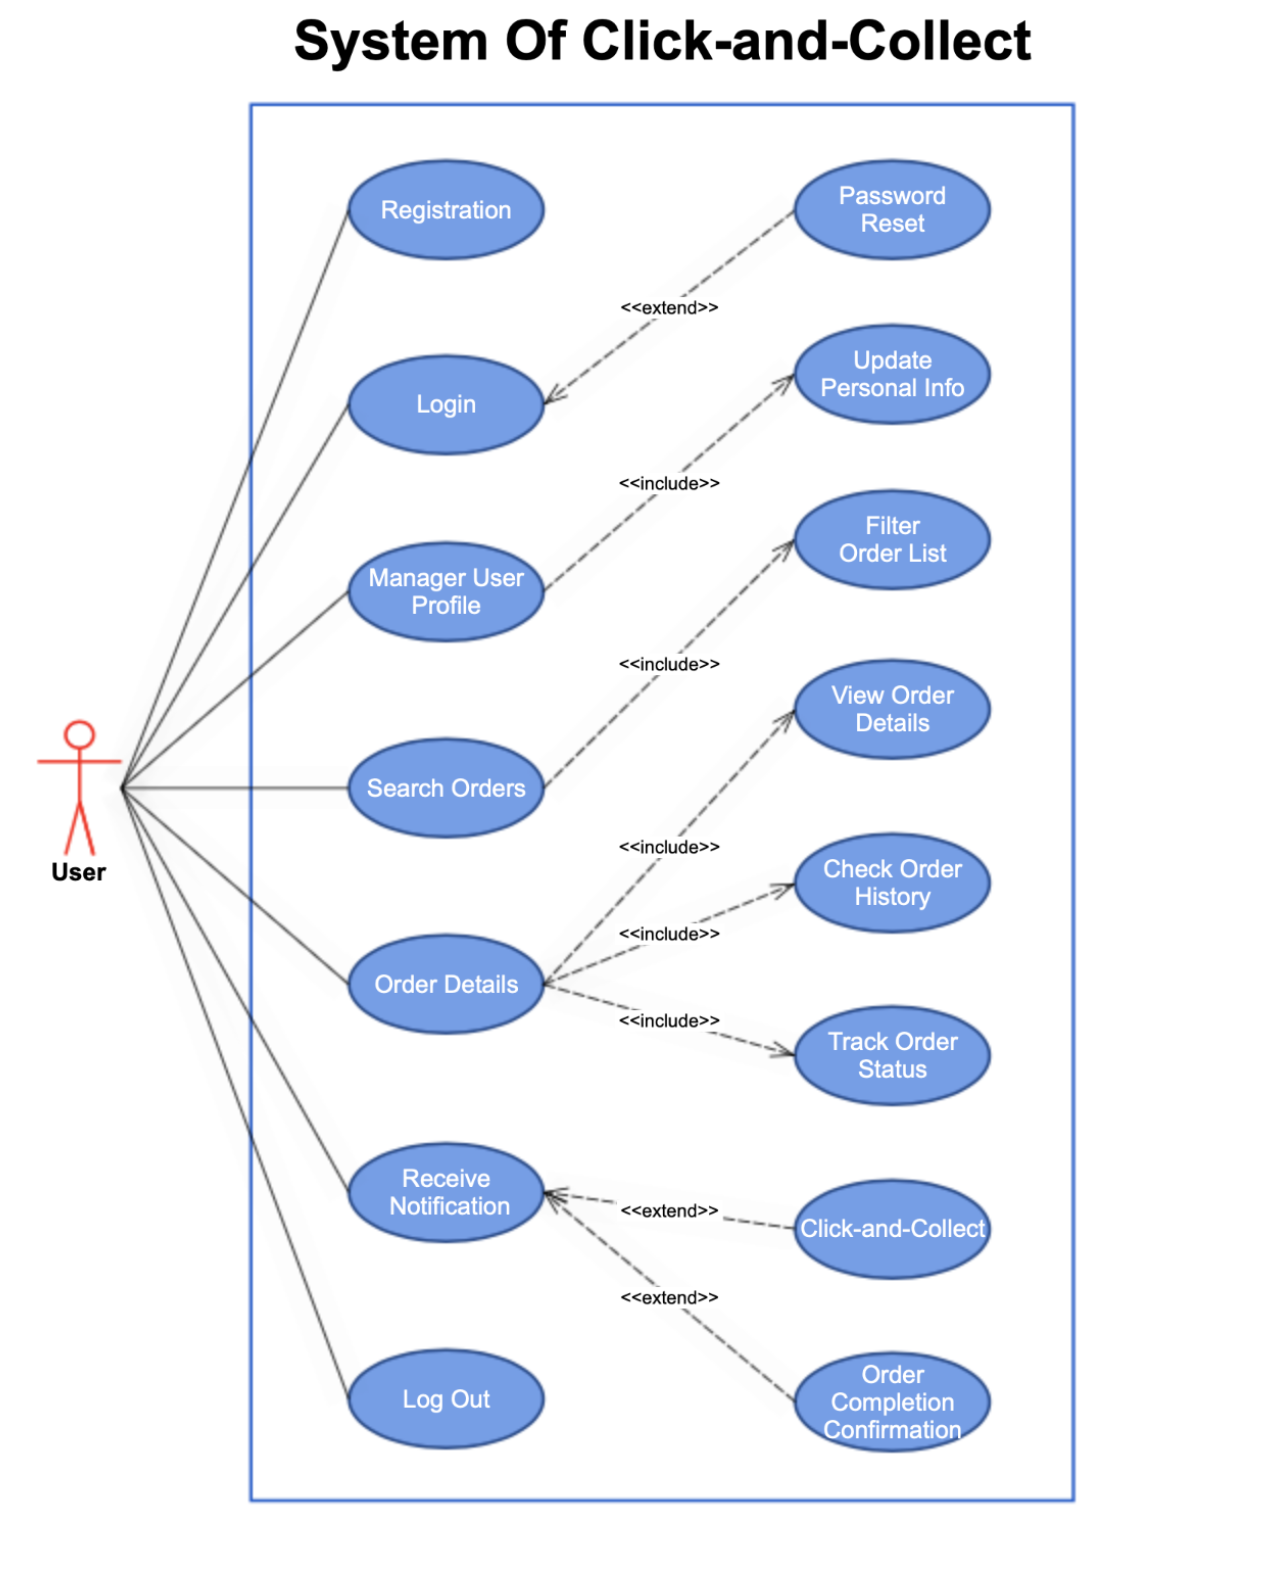 System Of Click-and-Collect
Registration
Password
Reset
<<extend>>
Login
Update
Personal Info
<<include>>
Manager User
Profile
Filter
Order List
<<include>>
Search Orders
View Order
Details
<<include>>
User
Check Order
History
<<include>>
Order Details
<<include>>
Track Order
Status
Receive
Notification
<<extend>>
Click-and-Collect
<<extend>>
Log Out
Order
Completion
Confirmation